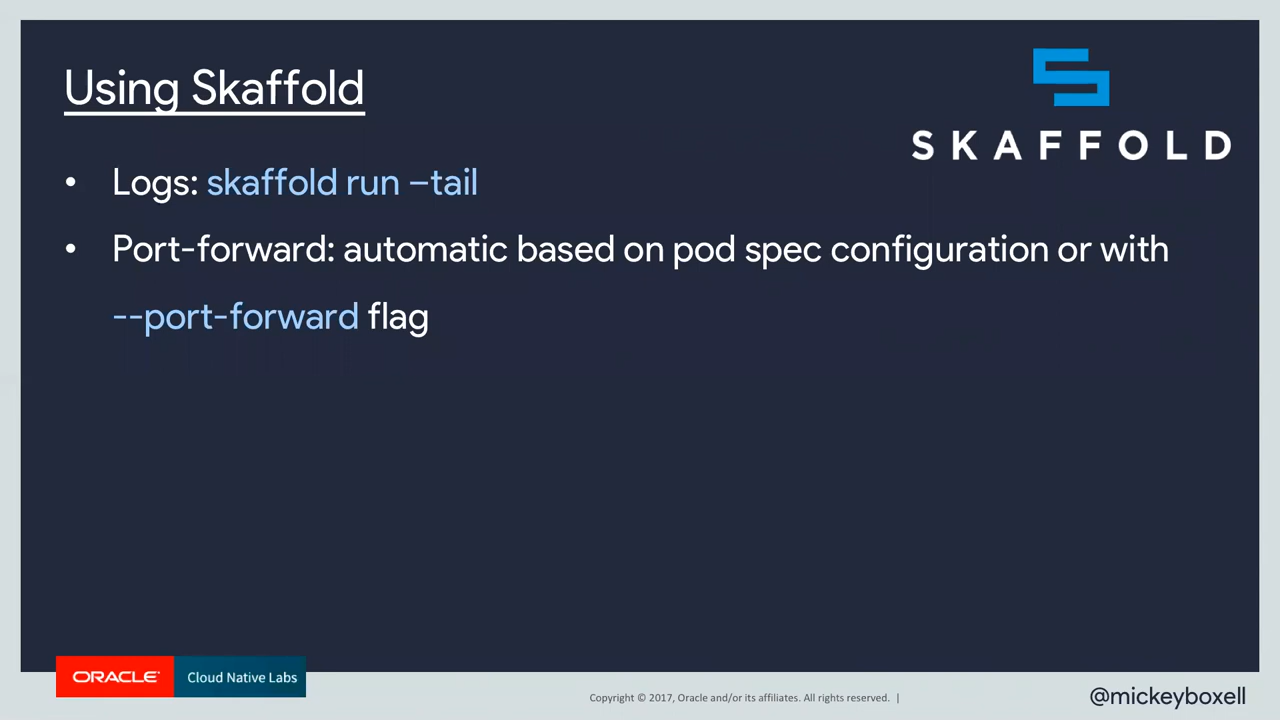 Using Skaffold
SKAFFOLD
• Logs: skaffold run –tail
• Port-forward: automatic based on pod spec configuration or with
--port-forward flag
ORACLE
Cloud Native Labs
Copyright © 2017, Oracle and/or its affiliates. All rights reserved. |
@mickeyboxell